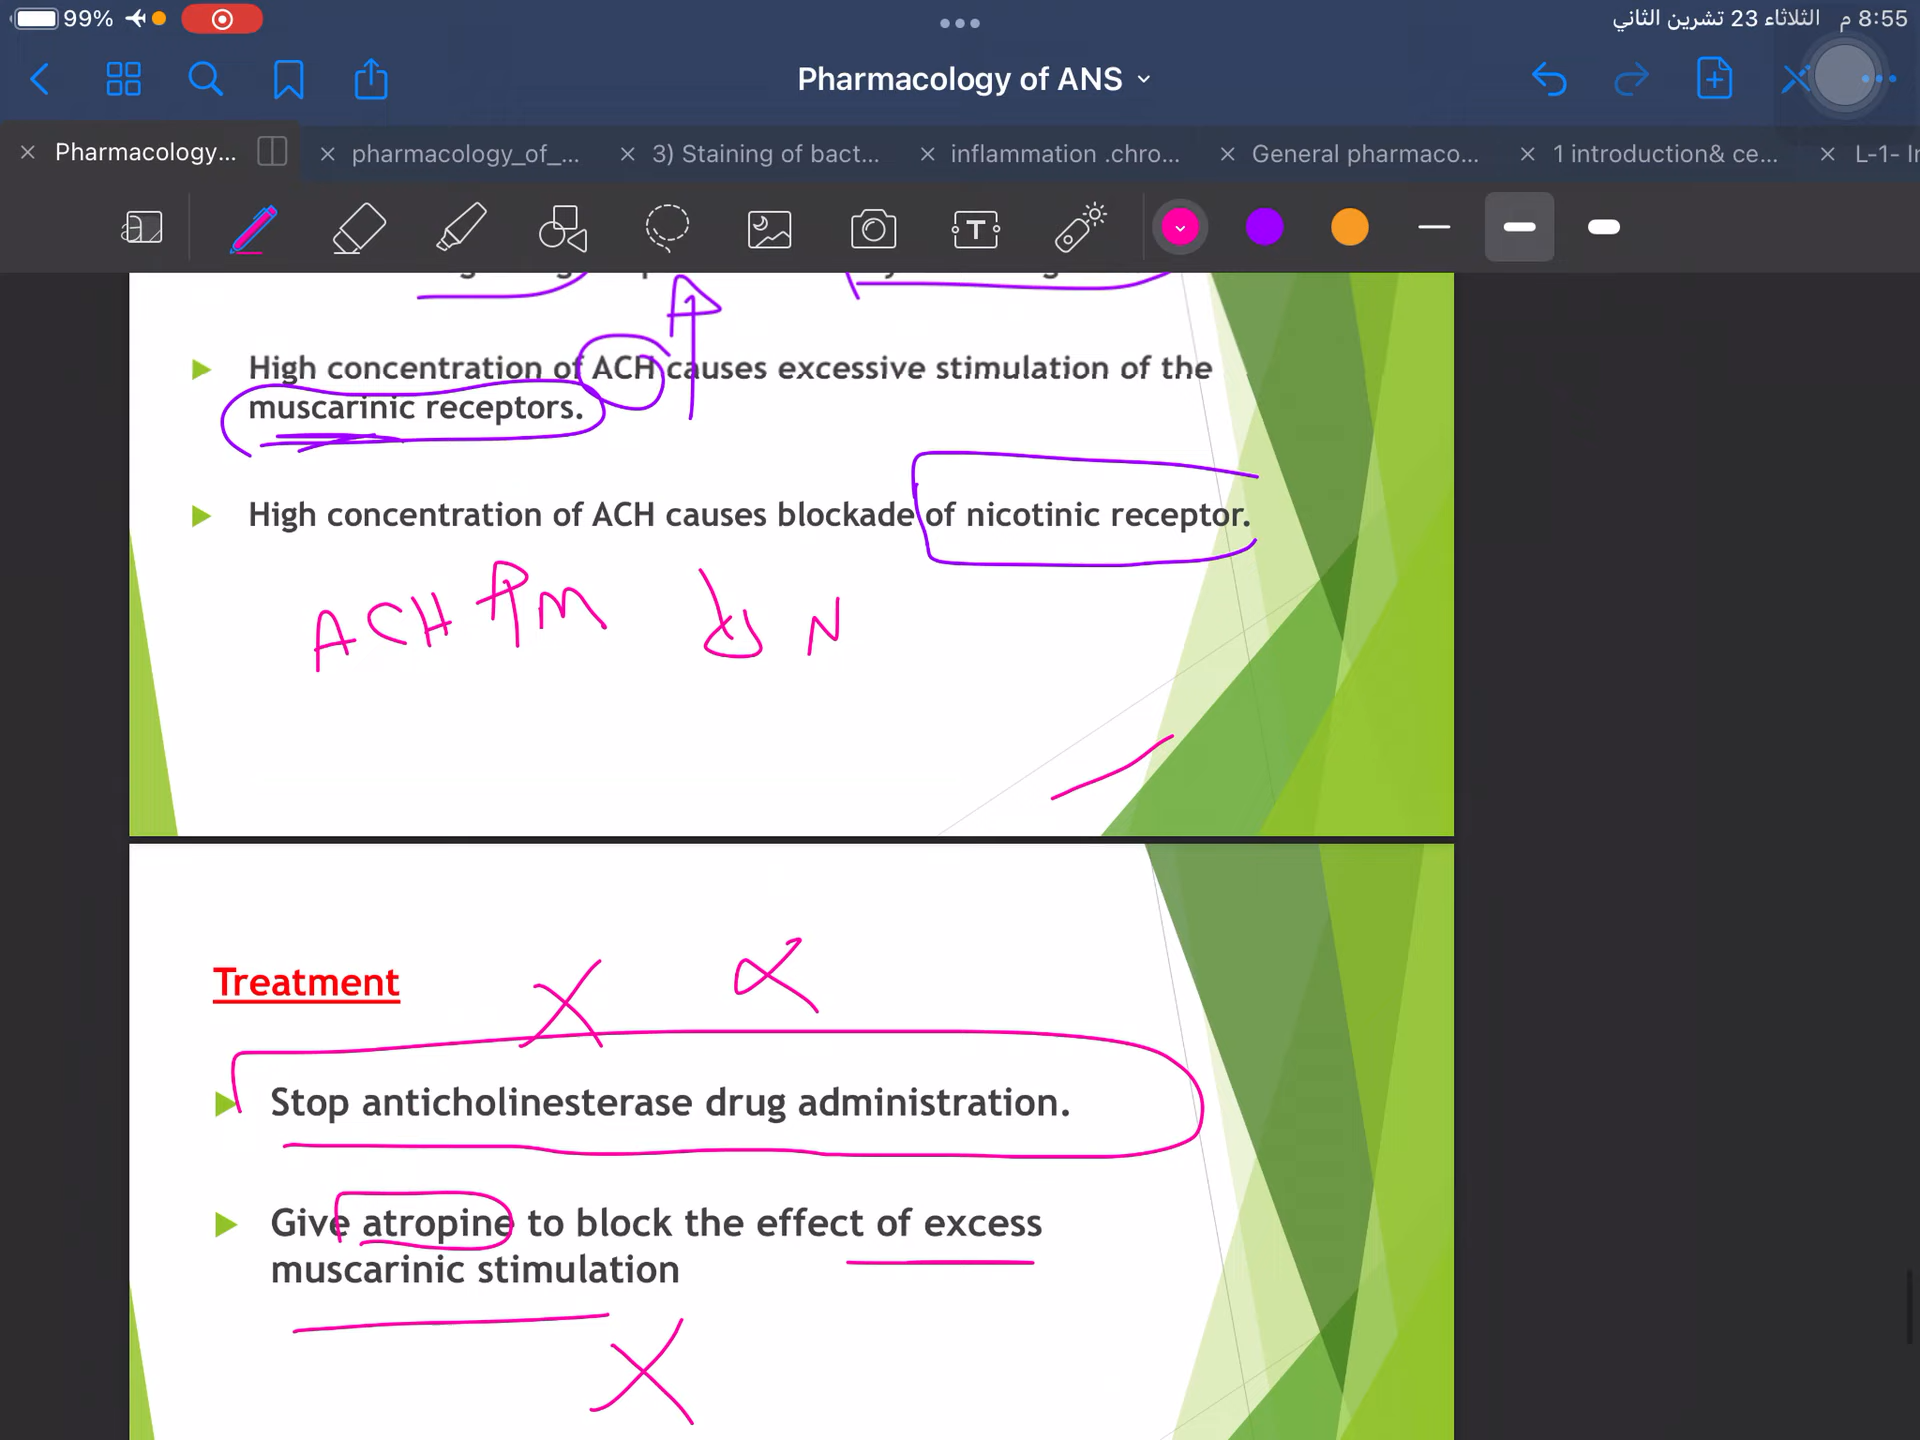 99%
8:55 م الثلاثاء 23 تشرين الثاني
Pharmacology of ANS
Pharmacology...
pharmacology_of_...
3) Staining of bact...
inflammation .chro...
General pharmaco...
1 introduction& ce...
L-1- Ir
High concentration of ACH causes excessive stimulation of the
muscarinic receptors.
High concentration of ACH causes blockade of nicotinic receptor.
ACH ↑ M N
Treatment
Stop anticholinesterase drug administration.
Give atropine to block the effect of excess
muscarinic stimulation